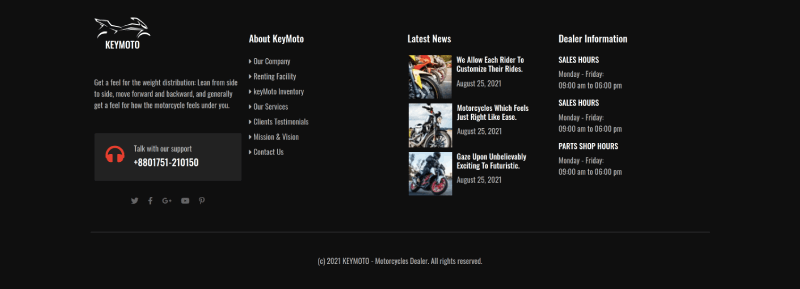 KEYMOTO
Get a feel for the weight distribution: Lean from side
to side, move forward and backward, and generally
get a feel for how the motorcycle feels under you.
Talk with our support
+8801751-210150
About KeyMoto
Our Company
Renting Facility
keyMoto Inventory
Our Services
Clients Testimonials
Mission & Vision
Contact Us
Latest News
We Allow Each Rider To
Customize Their Rides.
August 25, 2021
Motorcycles Which Feels
Just Right Like Ease.
August 25, 2021
Gaze Upon Unbelievably
Exciting To Futuristic.
August 25, 2021
Dealer Information
SALES HOURS
Monday - Friday:
09:00 am to 06:00 pm
SALES HOURS
Monday - Friday:
09:00 am to 06:00 pm
PARTS SHOP HOURS
Monday - Friday:
09:00 am to 06:00 pm
(c) 2021 KEYMOTO - Motorcycles Dealer. All rights reserved.